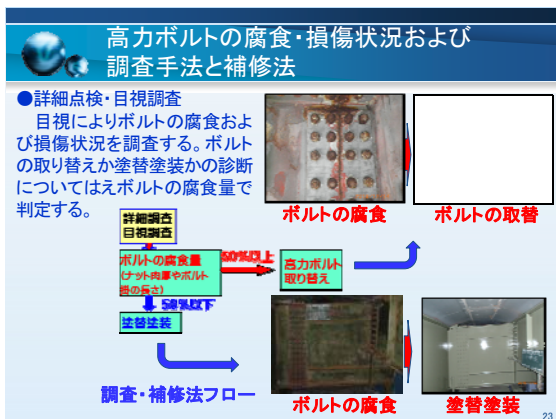 高力ボルトの腐食・損傷状況および
調査手法と補修法
●詳細点検・目視調査
目視によりボルトの腐食およ
び損傷状況を調査する。ボルト
の取り替えか塗替塗装かの診断
についてはえボルトの腐食量で
判定する。
ボルトの腐食
ボルトの取替
詳細調査
目視調査
ボルトの腐食量
(ナット肉厚やボルト
掛の長さ)
50%以上
高力ボルト
取り替え
50%以下
塗替塗装
調査・補修法フロー
ボルトの腐食
塗替塗装
23